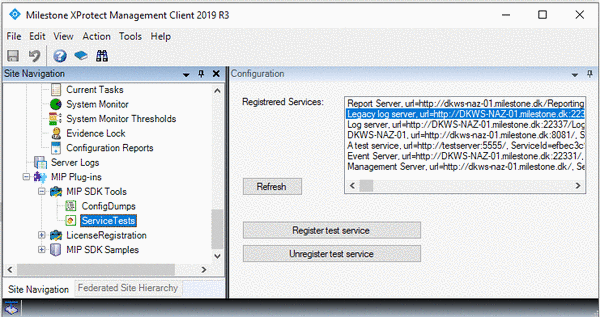 Milestone XProtect Management Client 2019 R3
File Edit View Action Tools Help
Site Navigation
Configuration
Current Tasks
System Monitor
System Monitor Thresholds
Evidence Lock
Configuration Reports
Server Logs
MIP Plug-ins
MIP SDK Tools
ConfigDumps
ServiceTests
LicenseRegistration
MIP SDK Samples
Site Navigation Federated Site Hierarchy
Registrered Services:
Report Server, url=http://dkws-naz-01.milestone.dk/Reporting
Legacy log server, url=http://DKWS-NAZ-01.milestone.dk:223
Log server, url=http://DKWS-NAZ-01.milestone.dk:22337/Log
DKWS-NAZ-01, url=http://dkws-naz-01.milestone.dk:8081/, S
A test service, url=http://testserver:5555/, ServiceId=efbec3c
Event Server, url=http://DKWS-NAZ-01.milestone.dk:22331/,
Management Server, url=http://dkws-naz-01.milestone.dk/, Se
Refresh
Register test service
Unregister test service